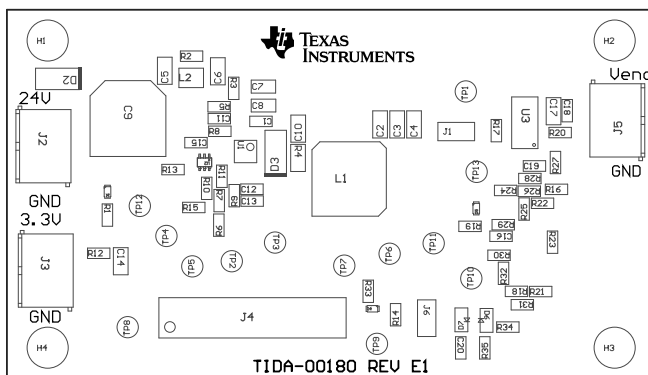 H1
H2
TEXAS
INSTRUMENTS
D2
24V
J2
GND
3.3V
J3
GND
H4
C9
C5
R2
L2
C6
R3
C7
C8
R5
C11
R8
C1
C15
U1
D3
C10
R4
R13
R11
R10
R7
R9
C12
C13
R15
R6
R1
TP12
TP4
TP5
TP2
TP3
R12
C14
TP8
J4
L1
C2
C3
C4
TP1
J1
R17
U3
C17
C18
R20
J5
GND
TP13
C19
R27
R28
R24
R26
R16
R25
R22
R19
R29
C16
R23
R30
R32
TP11
TP6
TP7
TP10
R18
R21
R31
R33
R14
J6
D7
R34
C20
R35
TP9
H3
TIDA-00180 REV E1